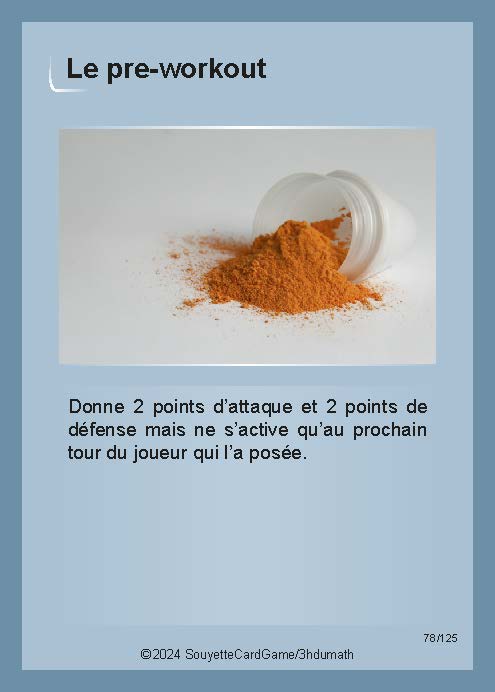 Le pre-workout
Donne 2 points d’attaque et 2 points de
défense mais ne s’active qu’au prochain
tour du joueur qui l’a posée.
78/125
©2024 SouyetteCardGame/3hdumath